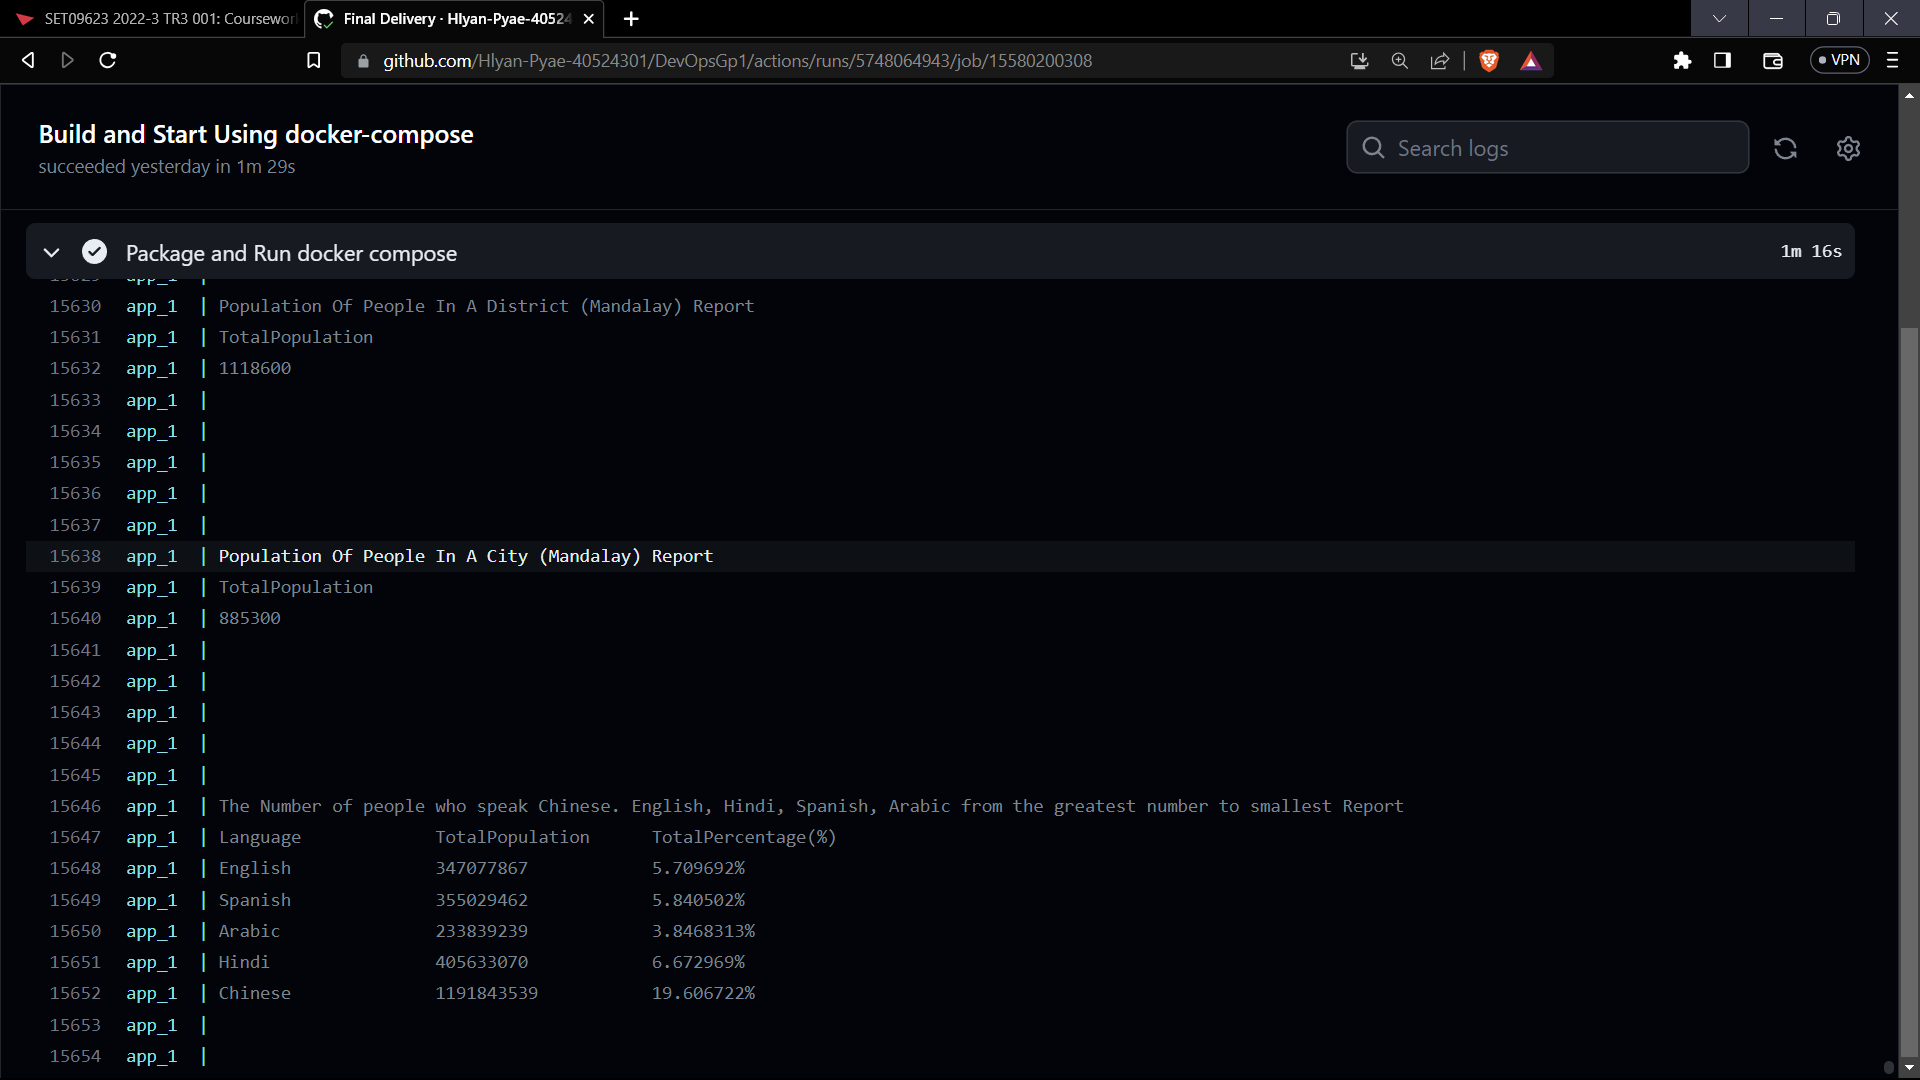 SET09623 2022-3 TR3 001: Coursewor
Final Delivery · Hlyan-Pyae-40524
github.com/Hlyan-Pyae-40524301/DevOpsGp1/actions/runs/5748064943/job/15580200308
VPN
Build and Start Using docker-compose
succeeded yesterday in 1m 29s
Search logs
Package and Run docker compose
1m 16s
15629 app_1 |
15630 app_1 | Population Of People In A District (Mandalay) Report
15631 app_1 | TotalPopulation
15632 app_1 | 1118600
15633 app_1 |
15634 app_1 |
15635 app_1 |
15636 app_1 |
15637 app_1 |
15638 app_1 | Population Of People In A City (Mandalay) Report
15639 app_1 | TotalPopulation
15640 app_1 | 885300
15641 app_1 |
15642 app_1 |
15643 app_1 |
15644 app_1 |
15645 app_1 |
15646 app_1 | The Number of people who speak Chinese. English, Hindi, Spanish, Arabic from the greatest number to smallest Report
15647 app_1 | Language TotalPopulation TotalPercentage(%)
15648 app_1 | English 347077867 5.709692%
15649 app_1 | Spanish 355029462 5.840502%
15650 app_1 | Arabic 233839239 3.8468313%
15651 app_1 | Hindi 405633070 6.672969%
15652 app_1 | Chinese 1191843539 19.606722%
15653 app_1 |
15654 app_1 |